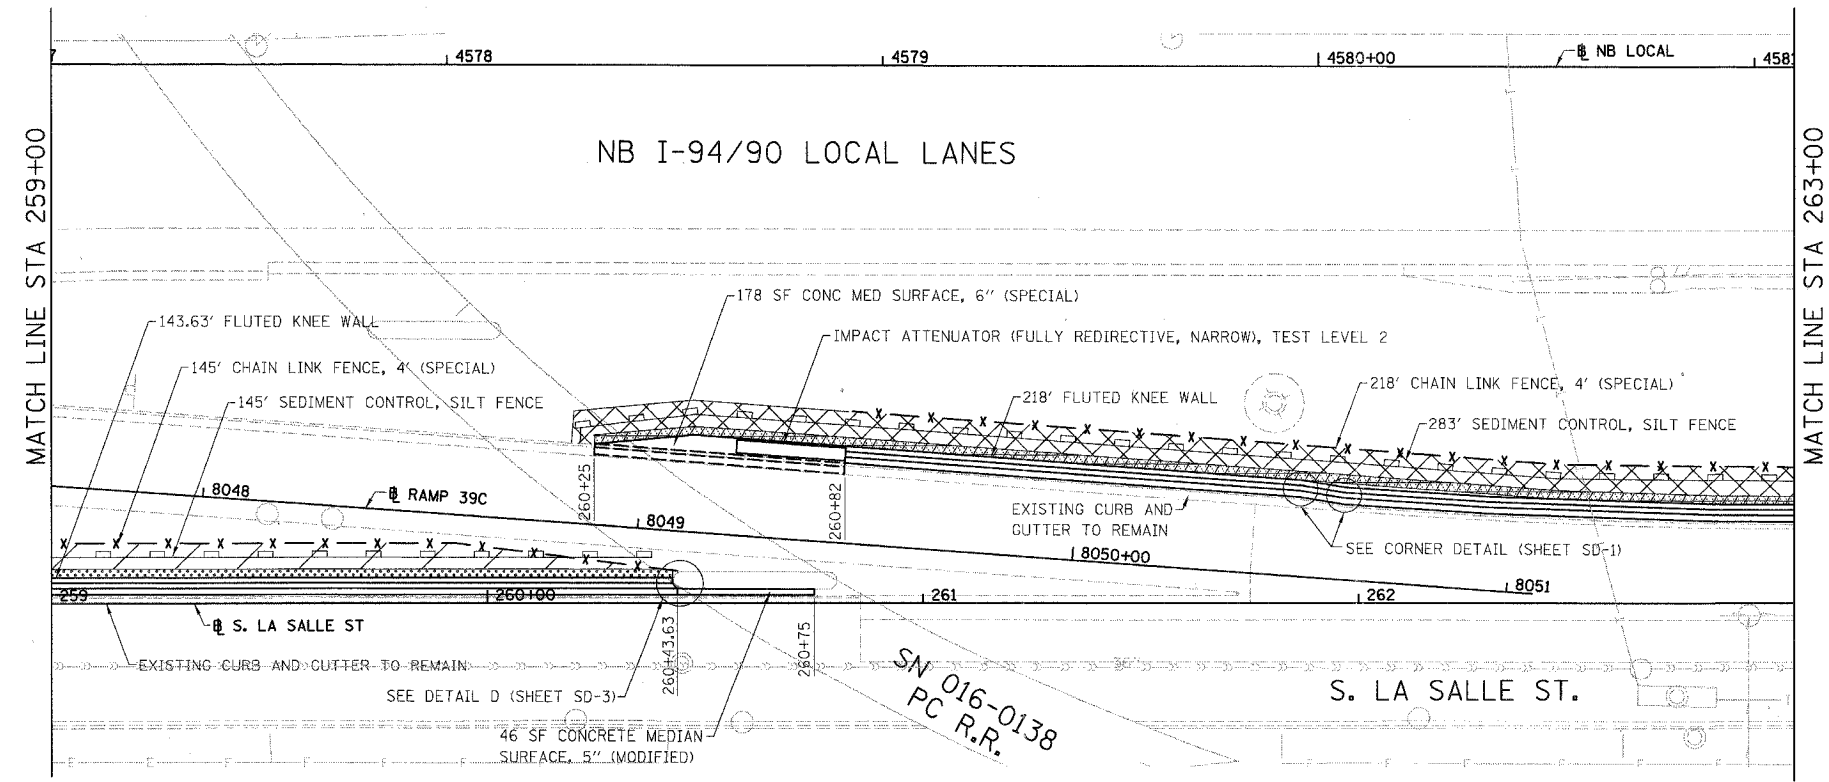 4578
4579
4580+00
℄ NB LOCAL
MATCH LINE STA 259+00
MATCH LINE STA 263+00
NB I-94/90 LOCAL LANES
178 SF CONC MED SURFACE, 6" (SPECIAL)
143.63' FLUTED KNEE WALL
IMPACT ATTENUATOR (FULLY REDIRECTIVE, NARROW), TEST LEVEL 2
145' CHAIN LINK FENCE, 4' (SPECIAL)
218' CHAIN LINK FENCE, 4' (SPECIAL)
145' SEDIMENT CONTROL, SILT FENCE
218' FLUTED KNEE WALL
283' SEDIMENT CONTROL, SILT FENCE
8048
℄ RAMP 39C
260+25
260+82
8049
EXISTING CURB AND
GUTTER TO REMAIN
8050+00
SEE CORNER DETAIL (SHEET SD-1)
8051
259
260+00
261
262
℄ S. LA SALLE ST
EXISTING CURB AND GUTTER TO REMAIN
260+43.63
260+75
SEE DETAIL D (SHEET SD-3)
SN 016-0138
PC R.R.
S. LA SALLE ST.
46 SF CONCRETE MEDIAN
SURFACE, 5" (MODIFIED)